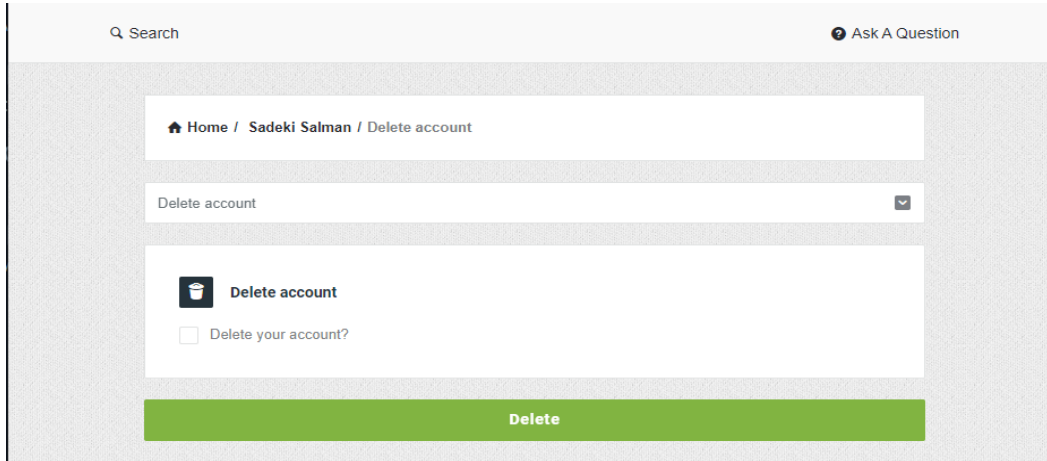 Search
Ask A Question
Home / Sadeki Salman / Delete account
Delete account
Delete account
Delete your account?
Delete